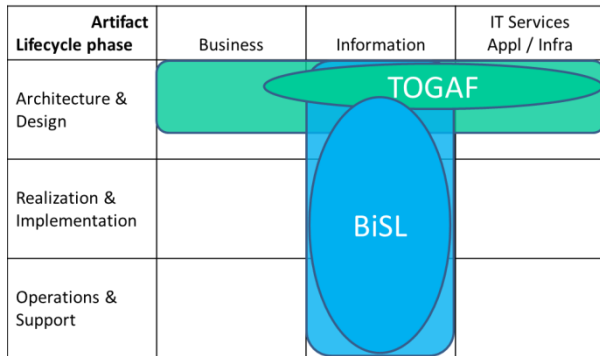 Artifact
Lifecycle phase
Business
Information
IT Services
Appl / Infra
Architecture &
Design
TOGAF
Realization &
Implementation
BiSL
Operations &
Support